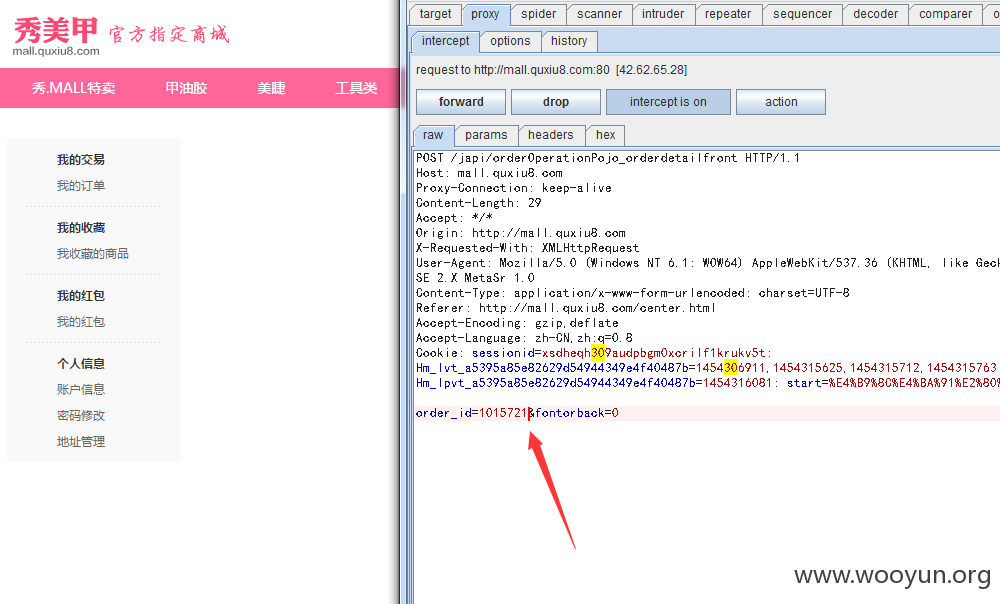 秀美甲 官方指定商城
mall.quxiu8.com
秀.MALL特卖 甲油胶 美睫 工具类
我的交易
我的订单
我的收藏
我收藏的商品
我的红包
我的红包
个人信息
账户信息
密码修改
地址管理
target proxy spider scanner intruder repeater sequencer decoder comparer
intercept options history
request to http://mall.quxiu8.com:80 [42.62.65.28]
forward drop intercept is on action
raw params headers hex
POST /japi/orderOperationPojo_orderdetailfront HTTP/1.1
Host: mall.quxiu8.com
Proxy-Connection: keep-alive
Content-Length: 29
Accept: */*
Origin: http://mall.quxiu8.com
X-Requested-With: XMLHttpRequest
User-Agent: Mozilla/5.0 (Windows NT 6.1; WOW64) AppleWebKit/537.36 (KHTML, like Geck
SE 2.X MetaSr 1.0
Content-Type: application/x-www-form-urlencoded; charset=UTF-8
Referer: http://mall.quxiu8.com/center.html
Accept-Encoding: gzip,deflate
Accept-Language: zh-CN,zh;q=0.8
Cookie: sessionid=xsdheqh309audpbgm0xcrilf1krukv5t;
Hm_lvt_a5395a85e82629d54944349e4f40487b=1454306911,1454315625,1454315712,1454315763
Hm_lpvt_a5395a85e82629d54944349e4f40487b=1454316081; start=%E4%B9%8C%E4%BA%91%E2%80%
order_id=1015721&fontorback=0
www.wooyun.org